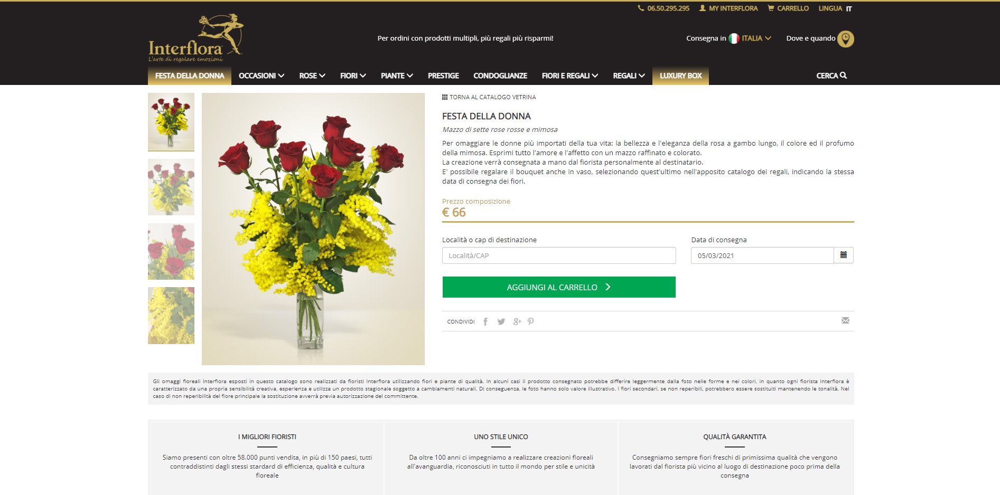 06.50.295.295 MY INTERFLORA CARRELLO LINGUA IT
Interflora
L'arte di regalare emozioni
Per ordini con prodotti multipli, più regali più risparmi!
Consegna in ITALIA Dove e quando
FESTA DELLA DONNA OCCASIONI ROSE FIORI PIANTE PRESTIGE CONDOGLIANZE FIORI E REGALI REGALI LUXURY BOX CERCA
TORNA AL CATALOGO VETRINA
FESTA DELLA DONNA
Mazzo di sette rose rosse e mimosa
Per omaggiare le donne più importati della tua vita: la bellezza e l'eleganza della rosa a gambo lungo, il colore ed il profumo
della mimosa. Esprimi tutto l'amore e l'affetto con un mazzo raffinato e colorato.
La creazione verrà consegnata a mano dal fiorista personalmente al destinatario.
E' possibile regalare il bouquet anche in vaso, selezionando quest'ultimo nell'apposito catalogo dei regali, indicando la stessa
data di consegna dei fiori.
Prezzo composizione
€ 66
Località o cap di destinazione Data di consegna
Località/CAP 05/03/2021
AGGIUNGI AL CARRELLO
CONDIVIDI
Gli omaggi floreali Interflora esposti in questo catalogo sono realizzati da fioristi Interflora utilizzando fiori e piante di qualità. In alcuni casi il prodotto consegnato potrebbe differire leggermente dalla foto nelle forme e nei colori, in quanto ogni fiorista Interflora è
caratterizzato da una propria sensibilità creativa, esperienza e utilizza un prodotto stagionale soggetto a cambiamenti naturali. Di conseguenza, le foto hanno solo valore illustrativo. I fiori secondari, se non reperibili, potrebbero essere sostituiti mantenendo le tonalità. Nel
caso di non reperibilità del fiore principale la sostituzione avverrà previa autorizzazione del committente.
I MIGLIORI FIORISTI
Siamo presenti con oltre 58.000 punti vendita, in più di 150 paesi, tutti
contraddistinti dagli stessi stardard di efficienza, qualità e cultura
floreale
UNO STILE UNICO
Da oltre 100 anni ci impegniamo a realizzare creazioni floreali
all'avanguardia, riconosciuti in tutto il mondo per stile e unicità
QUALITÀ GARANTITA
Consegniamo sempre fiori freschi di primissima qualità che vengono
lavorati dal fiorista più vicino al luogo di destinazione poco prima della
consegna